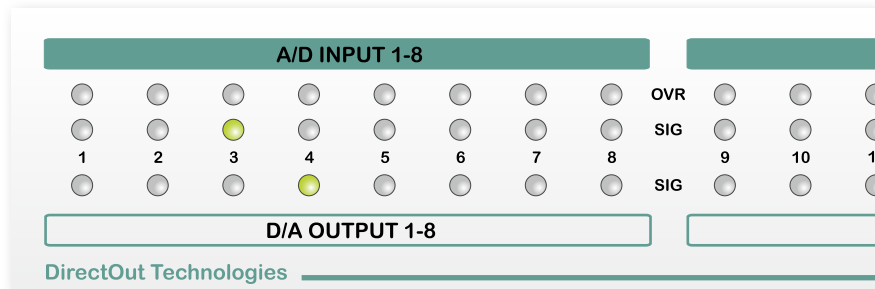 A/D INPUT 1-8
OVR
SIG
1 2 3 4 5 6 7 8 9 10
SIG
D/A OUTPUT 1-8
DirectOut Technologies